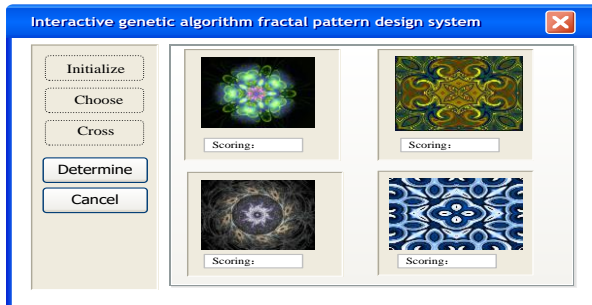 Interactive genetic algorithm fractal pattern design system
Initialize
Choose
Cross
Determine
Cancel
Scoring：
Scoring：
Scoring：
Scoring：